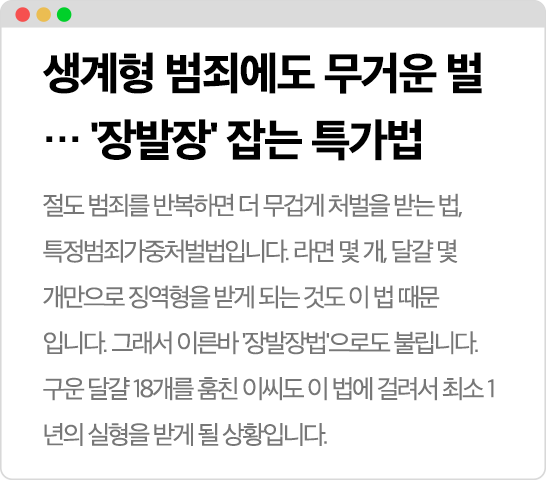 생계형 범죄에도 무거운 벌
… '장발장' 잡는 특가법
절도 범죄를 반복하면 더 무겁게 처벌을 받는 법,
특정범죄가중처벌법입니다. 라면 몇 개, 달걀 몇
개만으로 징역형을 받게 되는 것도 이 법 때문
입니다. 그래서 이른바 '장발장법'으로도 불립니다.
구운 달걀 18개를 훔친 이씨도 이 법에 걸려서 최소 1
년의 실형을 받게 될 상황입니다.